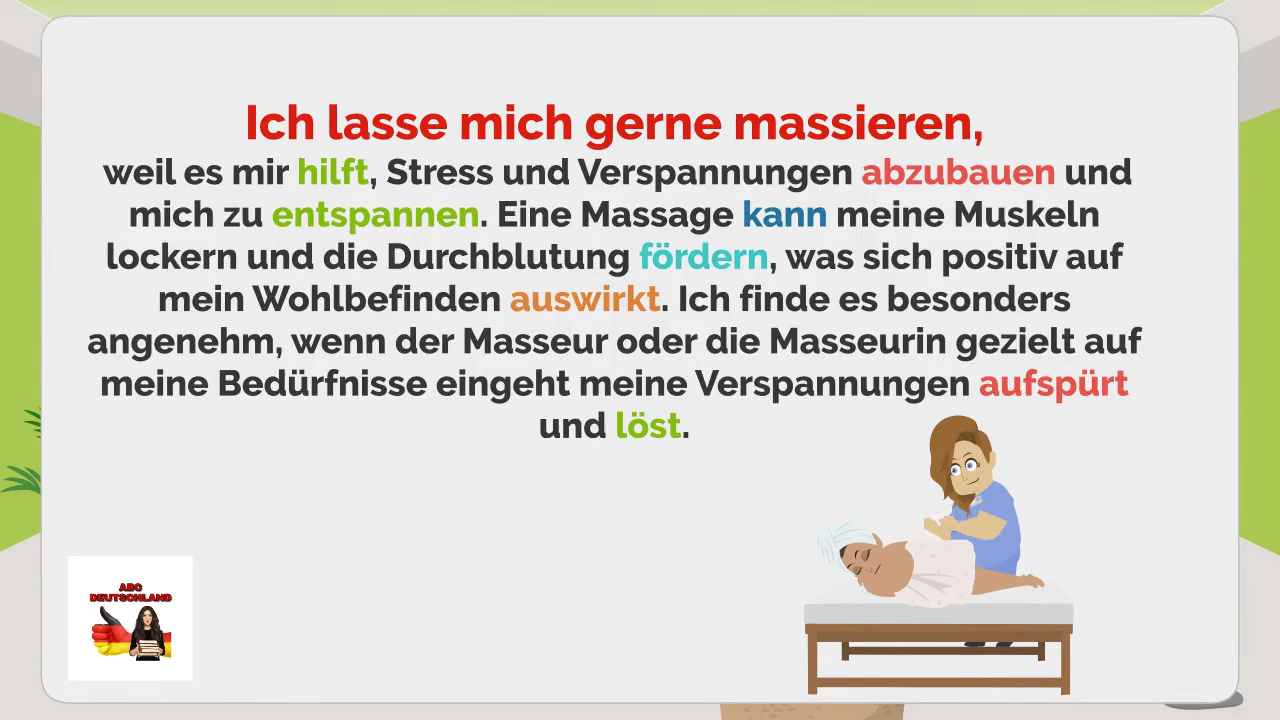 Ich lasse mich gerne massieren,
weil es mir hilft, Stress und Verspannungen abzubauen und
mich zu entspannen. Eine Massage kann meine Muskeln
lockern und die Durchblutung fördern, was sich positiv auf
mein Wohlbefinden auswirkt. Ich finde es besonders
angenehm, wenn der Masseur oder die Masseurin gezielt auf
meine Bedürfnisse eingeht meine Verspannungen aufspürt
und löst.
ABC
DEUTSCHLAND